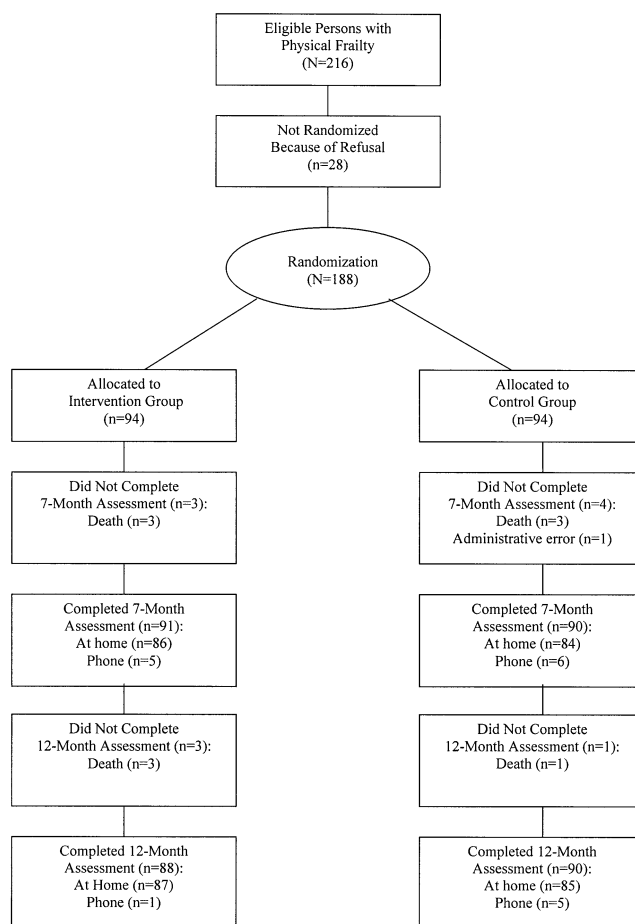 Eligible Persons with
Physical Frailty
(N=216)
Not Randomized
Because of Refusal
(n=28)
Randomization
(N=188)
Allocated to
Intervention Group
(n=94)
Did Not Complete
7-Month Assessment (n=3):
Death (n=3)
Completed 7-Month
Assessment (n=91):
At home (n=86)
Phone (n=5)
Did Not Complete
12-Month Assessment (n=3):
Death (n=3)
Completed 12-Month
Assessment (n=88):
At Home (n=87)
Phone (n=1)
Allocated to
Control Group
(n=94)
Did Not Complete
7-Month Assessment (n=4):
Death (n=3)
Administrative error (n=1)
Completed 7-Month
Assessment (n=90):
At home (n=84)
Phone (n=6)
Did Not Complete
12-Month Assessment (n=1):
Death (n=1)
Completed 12-Month
Assessment (n=90):
At home (n=85)
Phone (n=5)